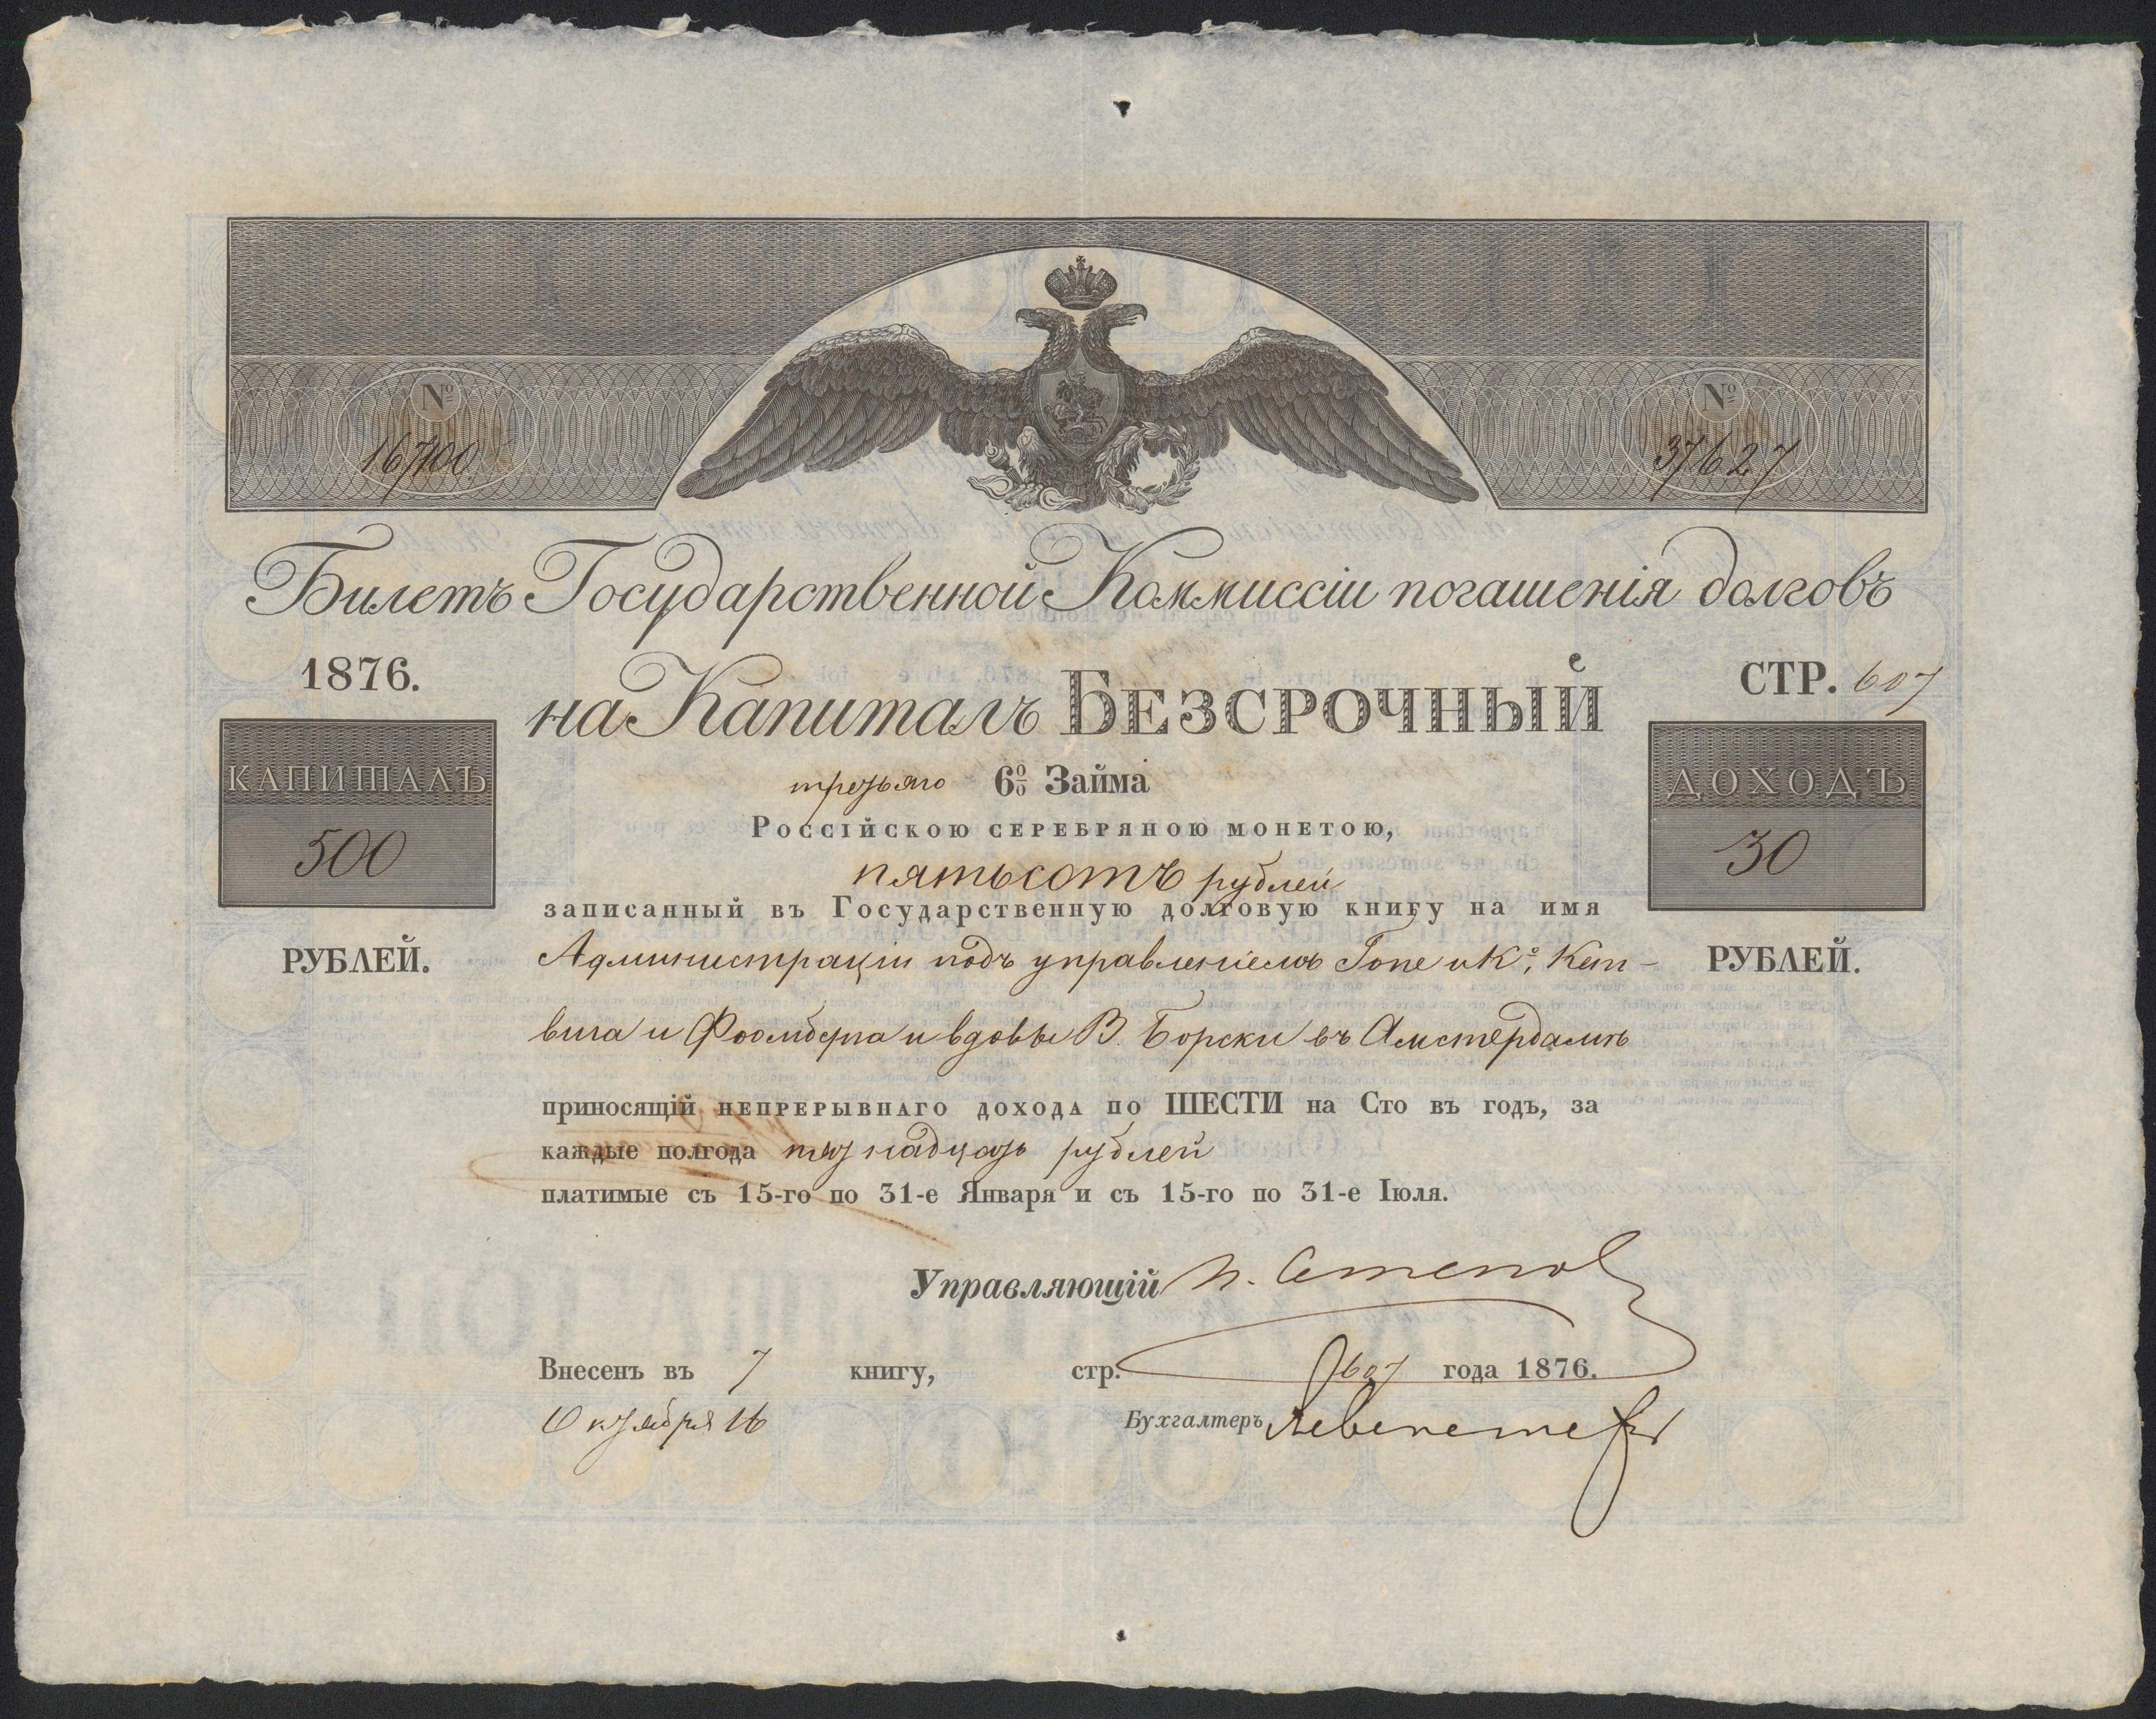 № 16700
№ 37627
Билетъ Государственной Коммиссіи погашенія долговъ
1876.
на Капиталъ БЕЗСРОЧНЫЙ
СТР. 607
КАПИТАЛЪ
500
РУБЛЕЙ.
ДОХОДЪ
30
РУБЛЕЙ.
третьяго 6% Займа
РОССІЙСКОЮ СЕРЕБРЯНОЮ МОНЕТОЮ,
пятьсотъ рублей
записанный въ Государственную долговую книгу на имя
Администраціи подъ управленіемъ Гопе и Ко, Кет-
вича и Фоомберга и вдовы В. Борски въ Амстердамѣ
приносящій НЕПРЕРЫВНАГО ДОХОДА ПО ШЕСТИ на Сто въ годъ, за
каждые полгода пятнадцать рублей
платимые съ 15-го по 31-е Января и съ 15-го по 31-е Іюля.
Управляющій
Внесенъ въ 7 книгу, стр. 607 года 1876.
Октября 16
Бухгалтеръ